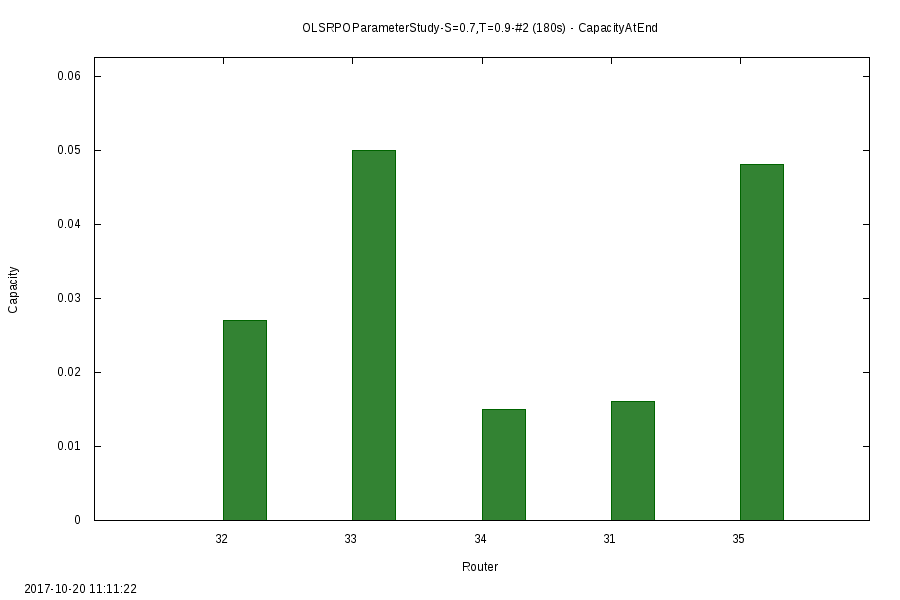 OLSRPOParameterStudy-S=0.7,T=0.9-#2 (180s) - CapacityAtEnd
0.06
0.05
0.04
0.03
0.02
0.01
0
Capacity
32 33 34 31 35
Router
2017-10-20 11:11:22